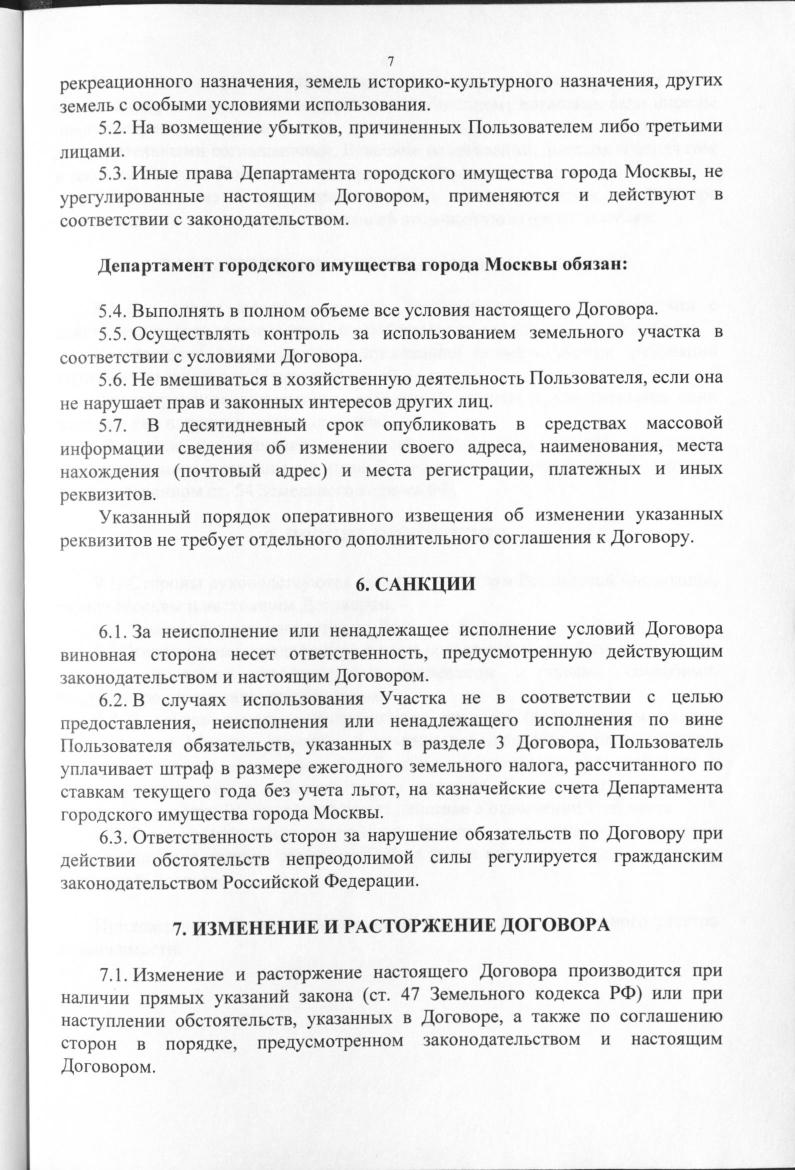 7
рекреационного назначения, земель историко-культурного назначения, других
земель с особыми условиями использования.
5.2. На возмещение убытков, причиненных Пользователем либо третьими
лицами.
5.3. Иные права Департамента городского имущества города Москвы, не
урегулированные настоящим Договором, применяются и действуют в
соответствии с законодательством.
Департамент городского имущества города Москвы обязан:
5.4. Выполнять в полном объеме все условия настоящего Договора.
5.5. Осуществлять контроль за использованием земельного участка в
соответствии с условиями Договора.
5.6. Не вмешиваться в хозяйственную деятельность Пользователя, если она
не нарушает прав и законных интересов других лиц.
5.7. В десятидневный срок опубликовать в средствах массовой
информации сведения об изменении своего адреса, наименования, места
нахождения (почтовый адрес) и места регистрации, платежных и иных
реквизитов.
Указанный порядок оперативного извещения об изменении указанных
реквизитов не требует отдельного дополнительного соглашения к Договору.
6. САНКЦИИ
6.1. За неисполнение или ненадлежащее исполнение условий Договора
виновная сторона несет ответственность, предусмотренную действующим
законодательством и настоящим Договором.
6.2. В случаях использования Участка не в соответствии с целью
предоставления, неисполнения или ненадлежащего исполнения по вине
Пользователя обязательств, указанных в разделе 3 Договора, Пользователь
уплачивает штраф в размере ежегодного земельного налога, рассчитанного по
ставкам текущего года без учета льгот, на казначейские счета Департамента
городского имущества города Москвы.
6.3. Ответственность сторон за нарушение обязательств по Договору при
действии обстоятельств непреодолимой силы регулируется гражданским
законодательством Российской Федерации.
7. ИЗМЕНЕНИЕ И РАСТОРЖЕНИЕ ДОГОВОРА
7.1. Изменение и расторжение настоящего Договора производится при
наличии прямых указаний закона (ст. 47 Земельного кодекса РФ) или при
наступлении обстоятельств, указанных в Договоре, а также по соглашению
сторон в порядке, предусмотренном законодательством и настоящим
Договором.